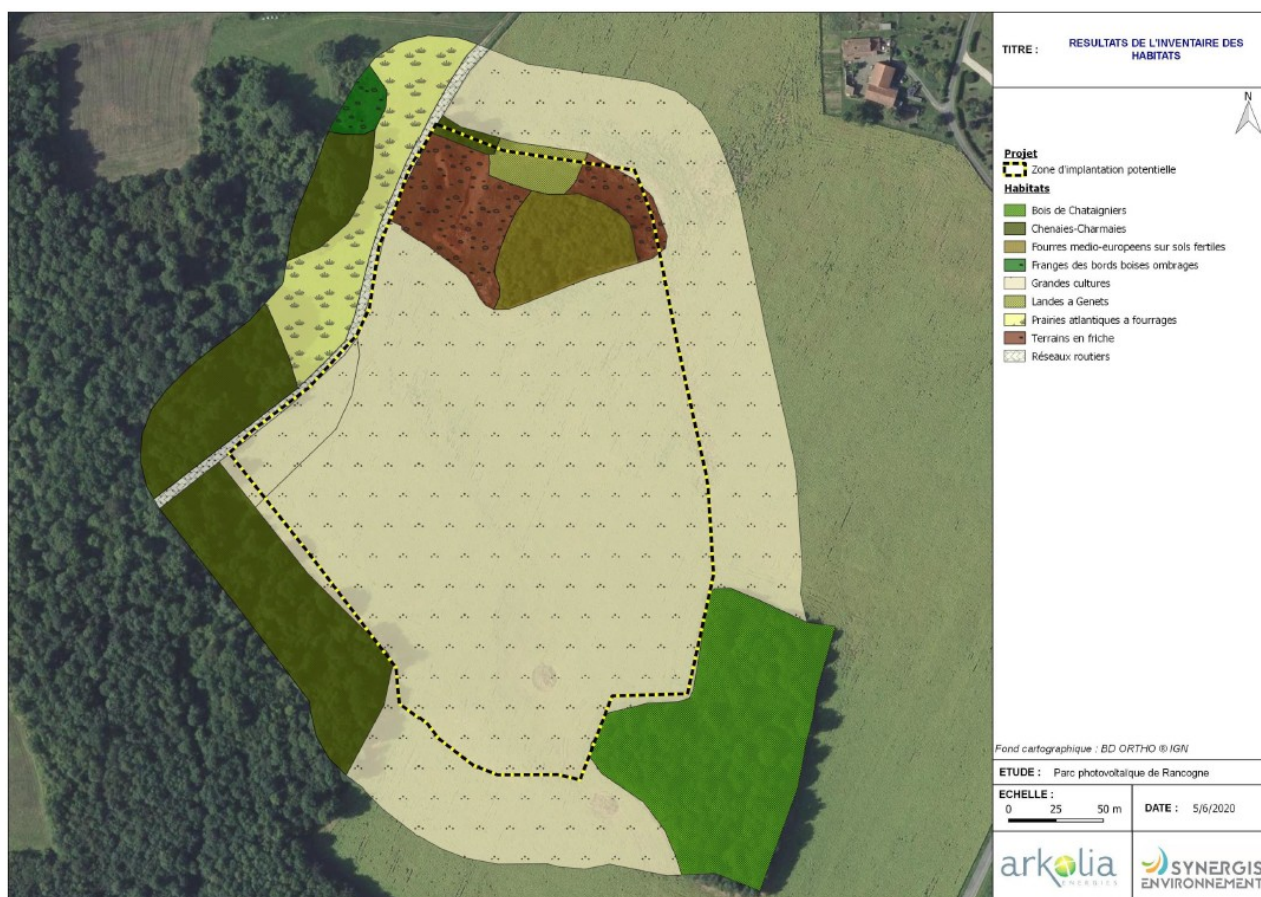 TITRE :
RESULTATS DE L'INVENTAIRE DES
HABITATS
N
Projet
Zone d'implantation potentielle
Habitats
Bois de Chataigniers
Chenaies-Charmaies
Fourres medio-europeens sur sols fertiles
Franges des bords boises ombrages
Grandes cultures
Landes a Genets
Prairies atlantiques a fourrages
Terrains en friche
Réseaux routiers
Fond cartographique : BD ORTHO ® IGN
ETUDE : Parc photovoltaïque de Rancogne
ECHELLE :
0 25 50 m
DATE : 5/6/2020
arkolia
ENERGIES
SYNERGIS
ENVIRONNEMENT